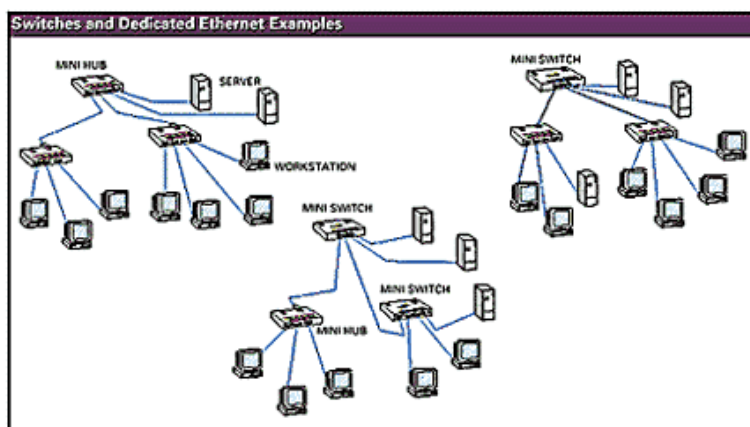 Switches and Dedicated Ethernet Examples
MINI HUB
SERVER
WORKSTATION
MINI SWITCH
MINI SWITCH
MINI SWITCH
MINI HUB